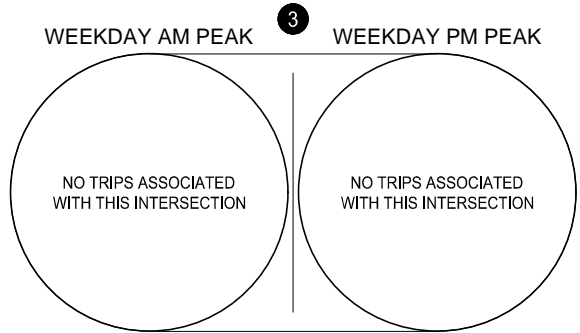 3
WEEKDAY AM PEAK
WEEKDAY PM PEAK
NO TRIPS ASSOCIATED
WITH THIS INTERSECTION
NO TRIPS ASSOCIATED
WITH THIS INTERSECTION